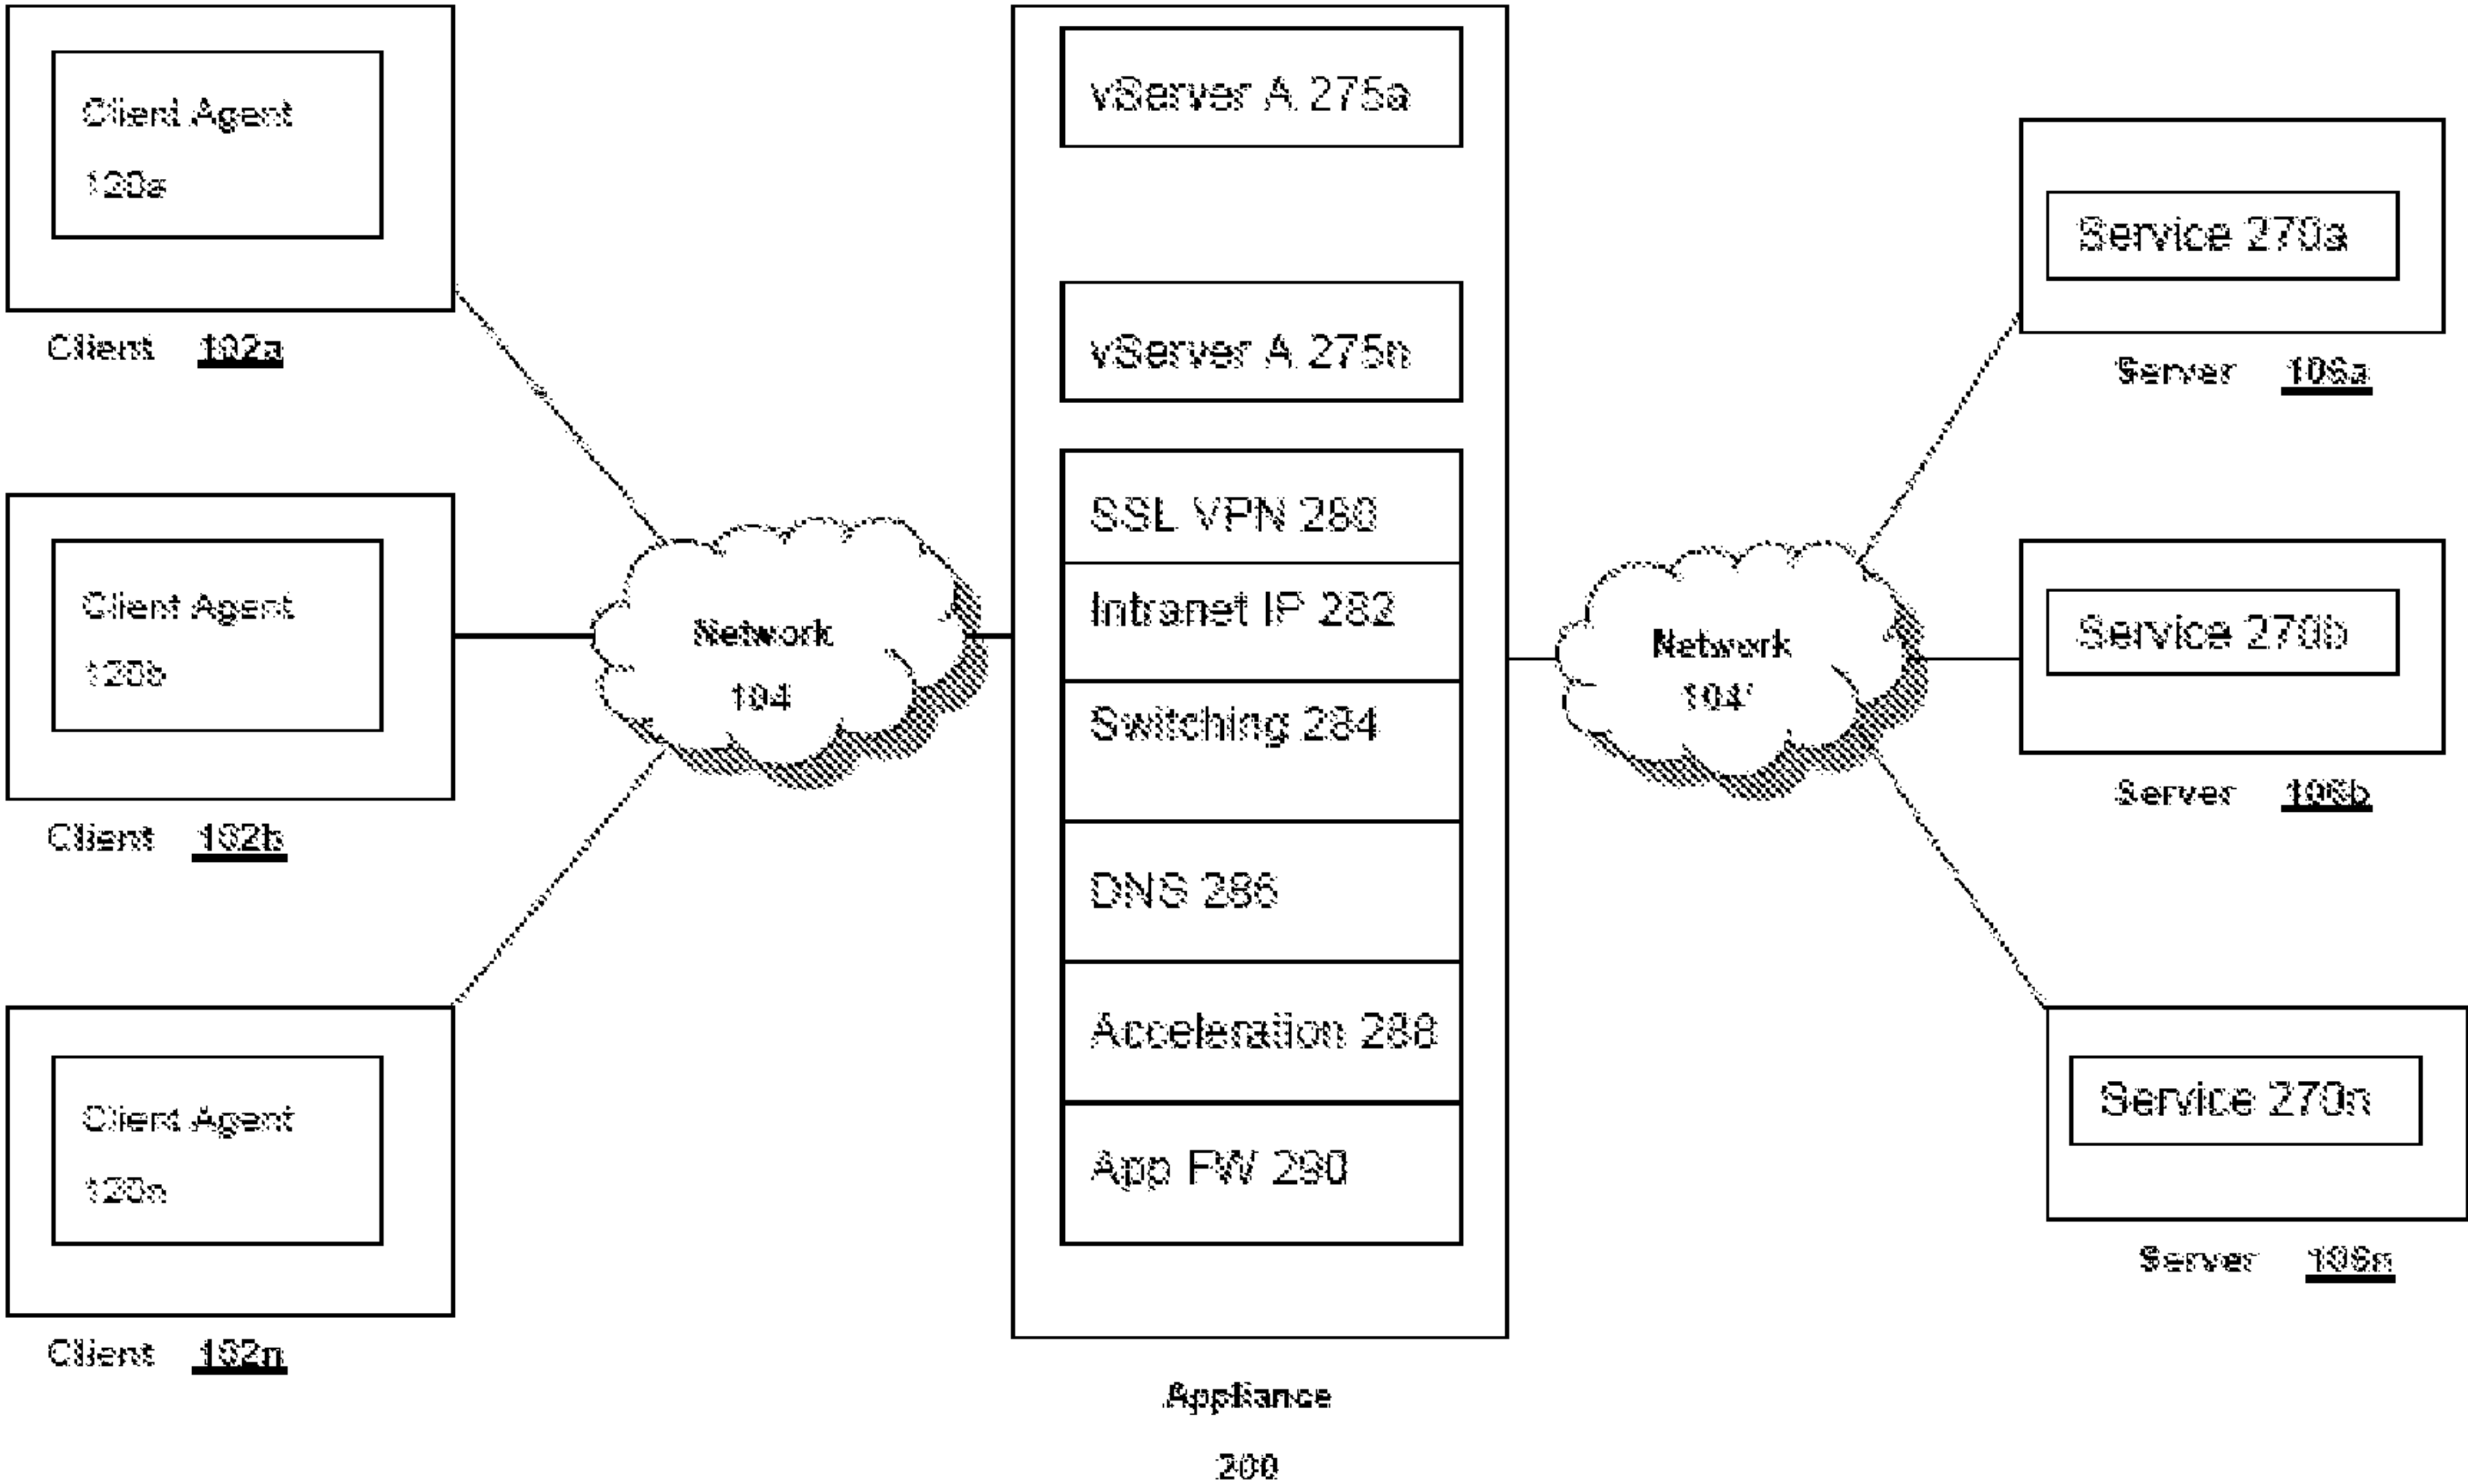 Client Agent
120a
Client 102a
Client Agent
120b
Client 102b
Client Agent
120n
Client 102n
Network
104
vServer A 275a
vServer A 275n
SSL VPN 280
Intranet IP 282
Switching 284
DNS 286
Acceleration 288
App FW 290
Appliance
200
Network
104'
Service 270a
Server 106a
Service 270b
Server 106b
Service 270n
Server 106n